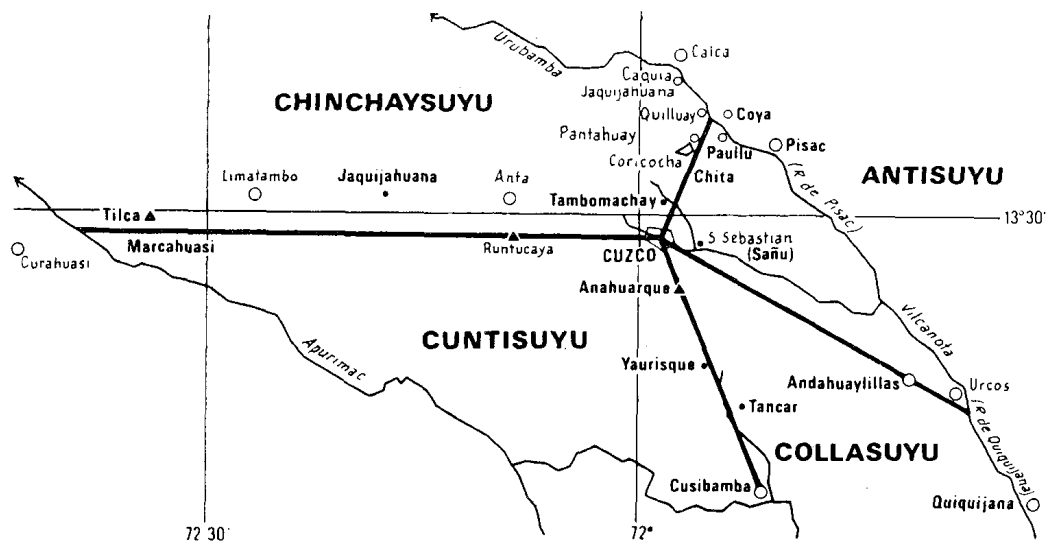 Urubamba
Calca
Caquia
Jaquijahuana
CHINCHAYSUYU
Quilluay
Coya
Pantahuay
Paullu
Pisac
Coricocha
(R de Pisac)
ANTISUYU
Limatambo
Jaquijahuana
Anta
Chita
Tambomachay
Tilca
13°30
Marcahuasi
Runtucaya
CUZCO
S Sebastian
(Sañu)
Curahuasi
Anahuarque
Vilcanota
CUNTISUYU
Apurimac
Yaurisque
Andahuaylillas
Urcos
Tancar
(R de Quiquijana)
COLLASUYU
Cusibamba
Quiquijana
72 30'
72°